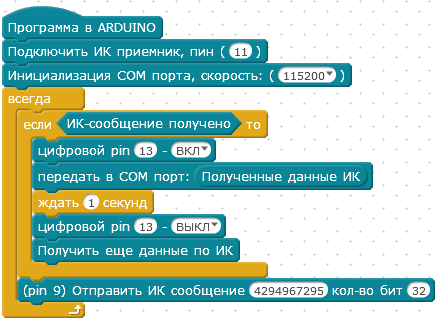 Программа в ARDUINO
Подключить ИК приемник, пин ( 11 )
Инициализация COM порта, скорость: ( 115200 )
всегда
если ИК-сообщение получено то
цифровой pin 13 - ВКЛ
передать в COM порт: Полученные данные ИК
ждать 1 секунд
цифровой pin 13 - ВЫКЛ
Получить еще данные по ИК
(pin 9) Отправить ИК сообщение 4294967295 кол-во бит 32